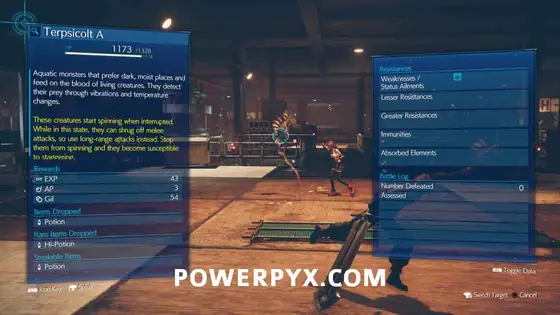 Terpsicolt A
HP 1173 /1320
Aquatic monsters that prefer dark, moist places and
feed on the blood of living creatures. They detect
their prey through vibrations and temperature
changes.
These creatures start spinning when interrupted.
While in this state, they can shrug off melee
attacks, so use long-range attacks instead. Stop
them from spinning and they become susceptible
to staggering.
Rewards
EXP 43
AP 3
Gil 54
Items Dropped
Potion
Rare Items Dropped
Hi-Potion
Stealable Items
Potion
Icon Key
Resistances
Weaknesses /
Status Ailments
Lesser Resistances
Greater Resistances
Immunities
Absorbed Elements
Battle Log
Number Defeated 0
Assessed
Toggle Data
Switch Target
Cancel
POWERPYX.COM